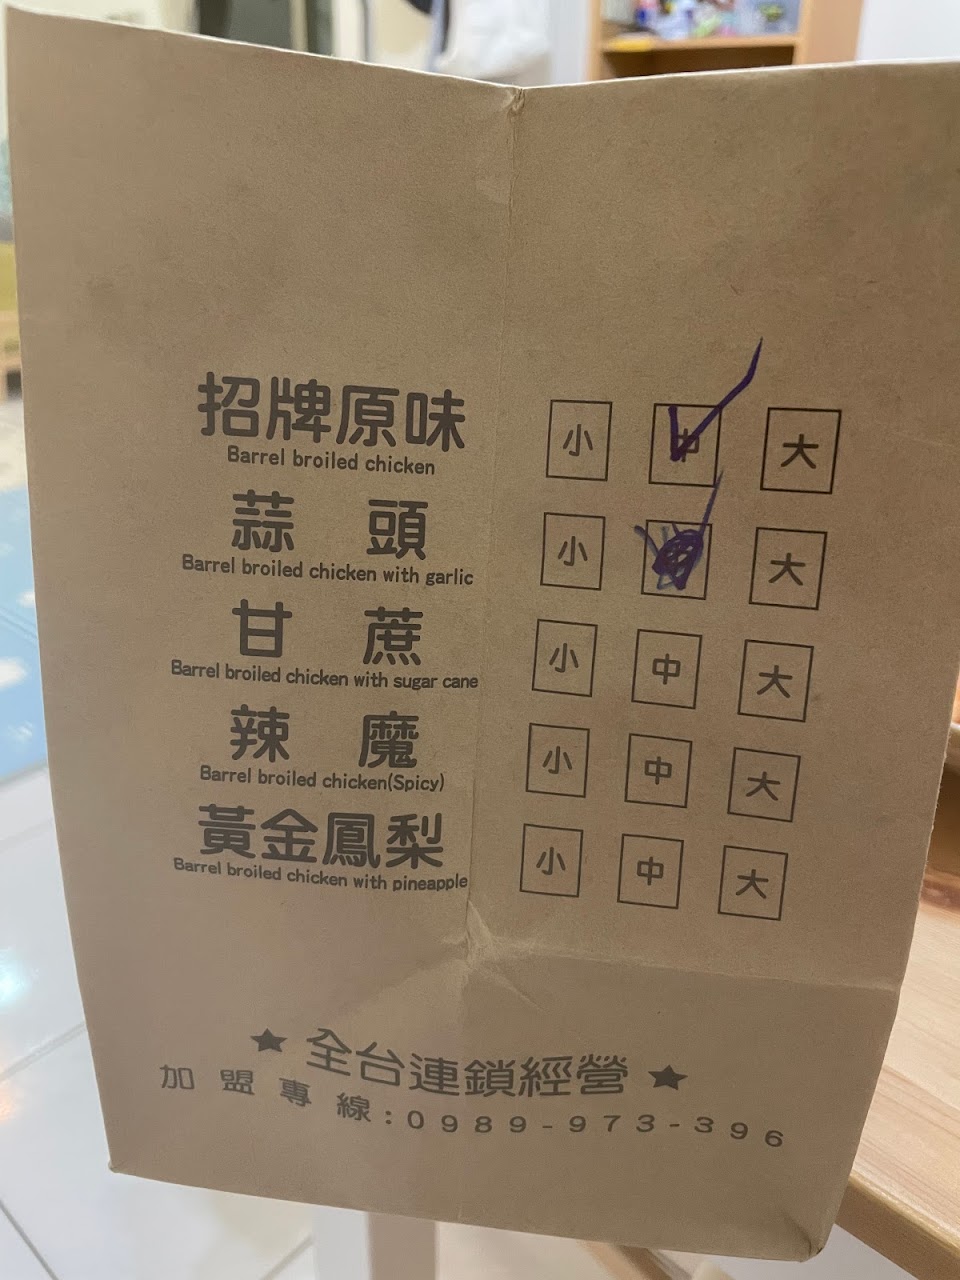 招牌原味 小 中 大
Barrel broiled chicken
蒜頭 小 大
Barrel broiled chicken with garlic
甘蔗 小 中 大
Barrel broiled chicken with sugar cane
辣魔 小 中 大
Barrel broiled chicken(Spicy)
黃金鳳梨 小 中 大
Barrel broiled chicken with pineapple
★ 全台連鎖經營 ★
加盟專線:0989-973-396